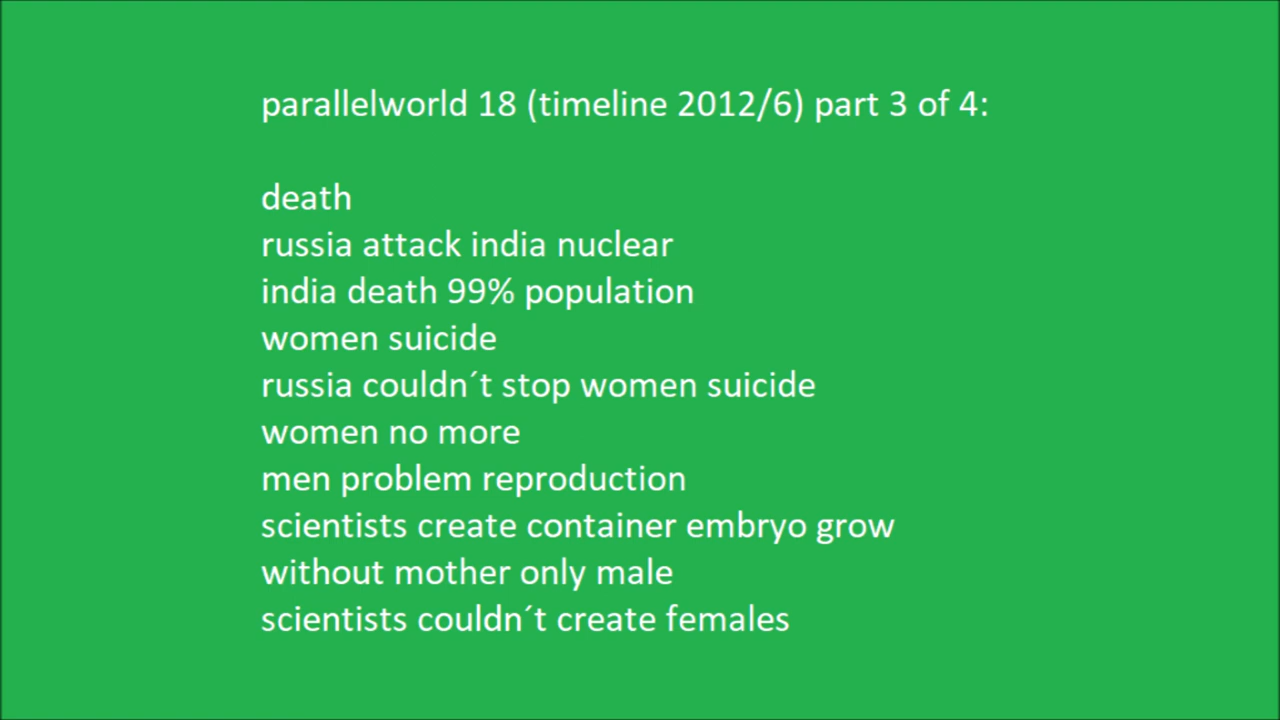 parallelworld 18 (timeline 2012/6) part 3 of 4:
death
russia attack india nuclear
india death 99% population
women suicide
russia couldn´t stop women suicide
women no more
men problem reproduction
scientists create container embryo grow
without mother only male
scientists couldn´t create females